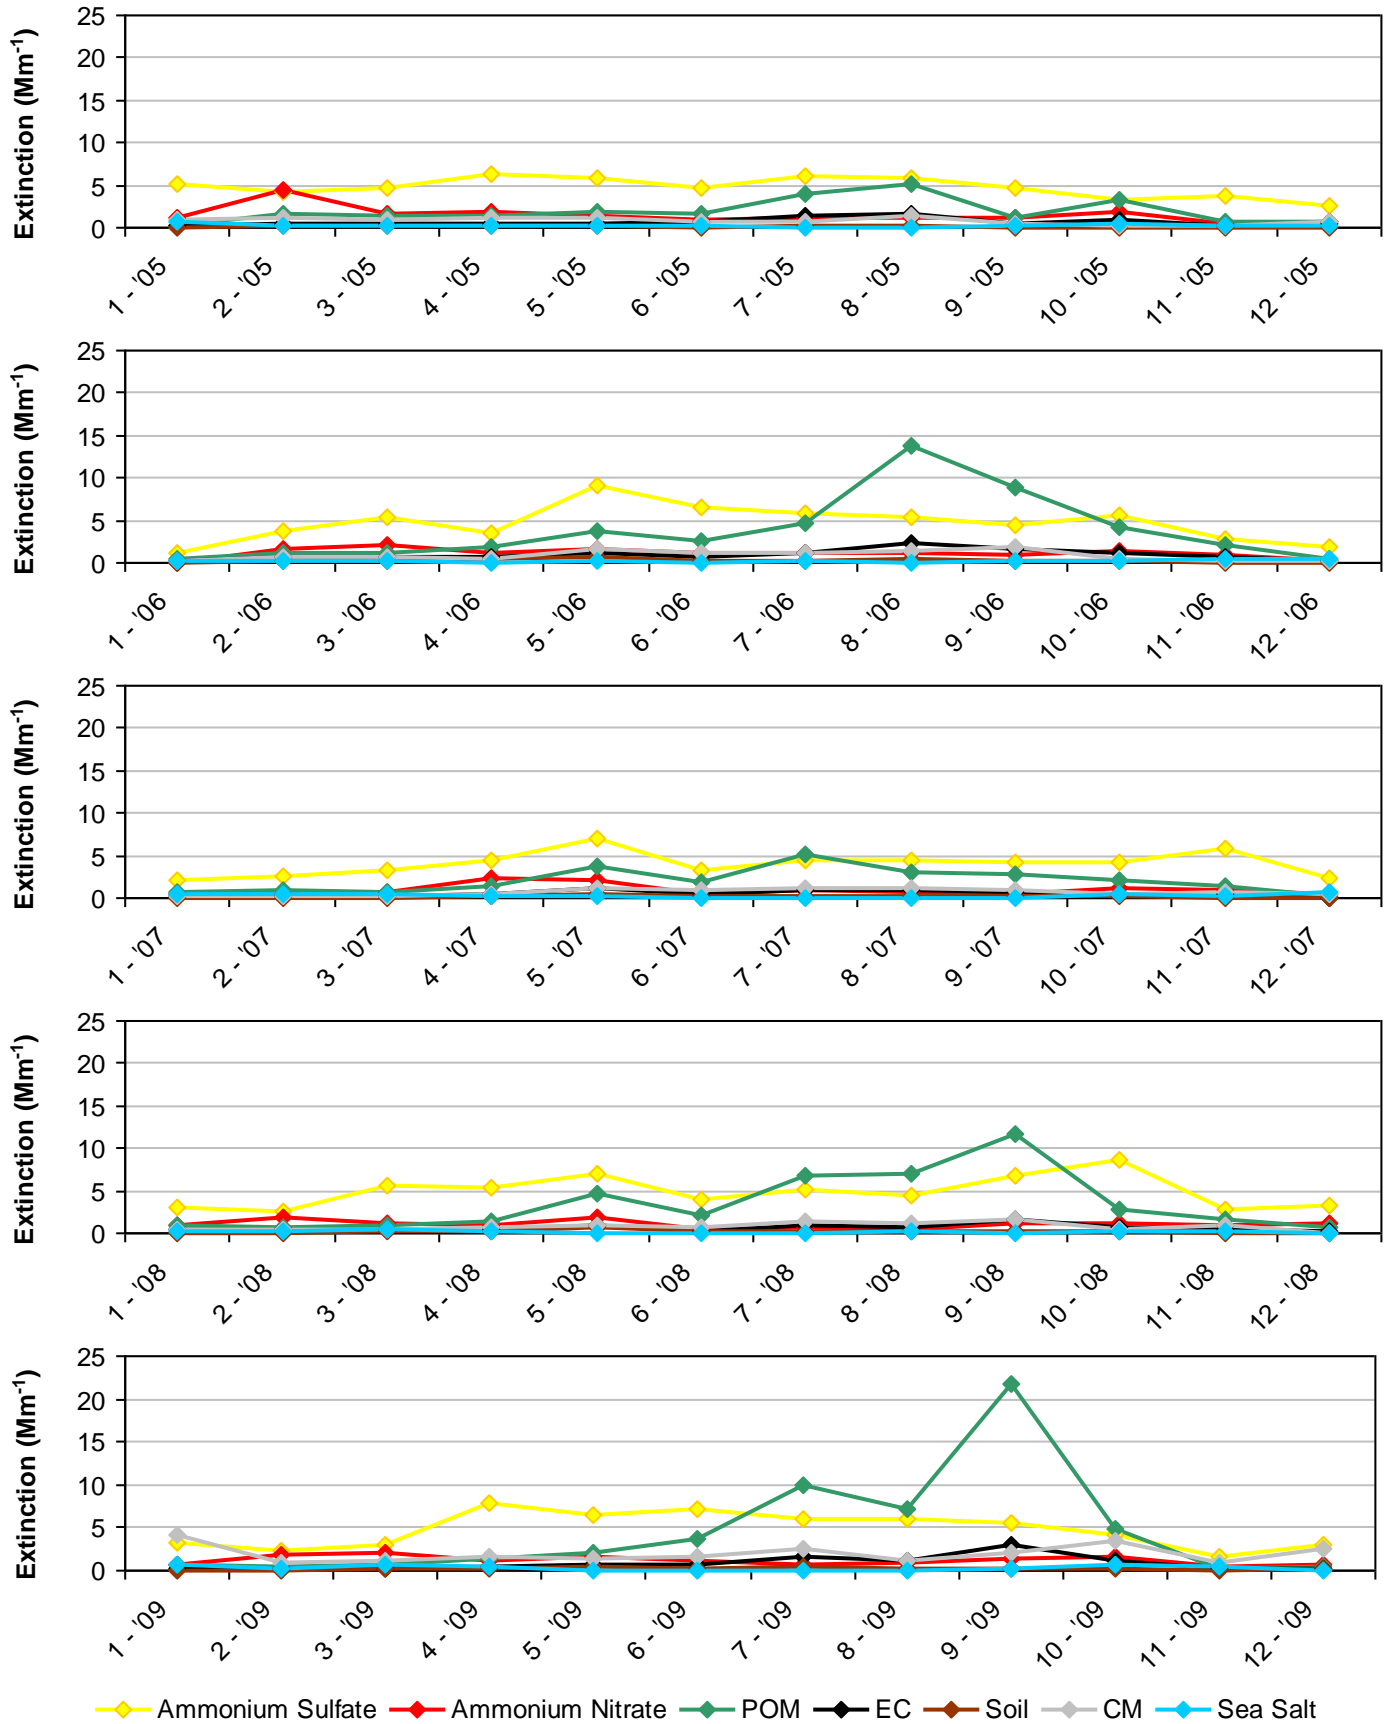 Extinction (Mm-1)
25
20
15
10
5
0
1 - '05 2 - '05 3 - '05 4 - '05 5 - '05 6 - '05 7 - '05 8 - '05 9 - '05 10 - '05 11 - '05 12 - '05
Extinction (Mm-1)
25
20
15
10
5
0
1 - '06 2 - '06 3 - '06 4 - '06 5 - '06 6 - '06 7 - '06 8 - '06 9 - '06 10 - '06 11 - '06 12 - '06
Extinction (Mm-1)
25
20
15
10
5
0
1 - '07 2 - '07 3 - '07 4 - '07 5 - '07 6 - '07 7 - '07 8 - '07 9 - '07 10 - '07 11 - '07 12 - '07
Extinction (Mm-1)
25
20
15
10
5
0
1 - '08 2 - '08 3 - '08 4 - '08 5 - '08 6 - '08 7 - '08 8 - '08 9 - '08 10 - '08 11 - '08 12 - '08
Extinction (Mm-1)
25
20
15
10
5
0
1 - '09 2 - '09 3 - '09 4 - '09 5 - '09 6 - '09 7 - '09 8 - '09 9 - '09 10 - '09 11 - '09 12 - '09
Ammonium Sulfate Ammonium Nitrate POM EC Soil CM Sea Salt